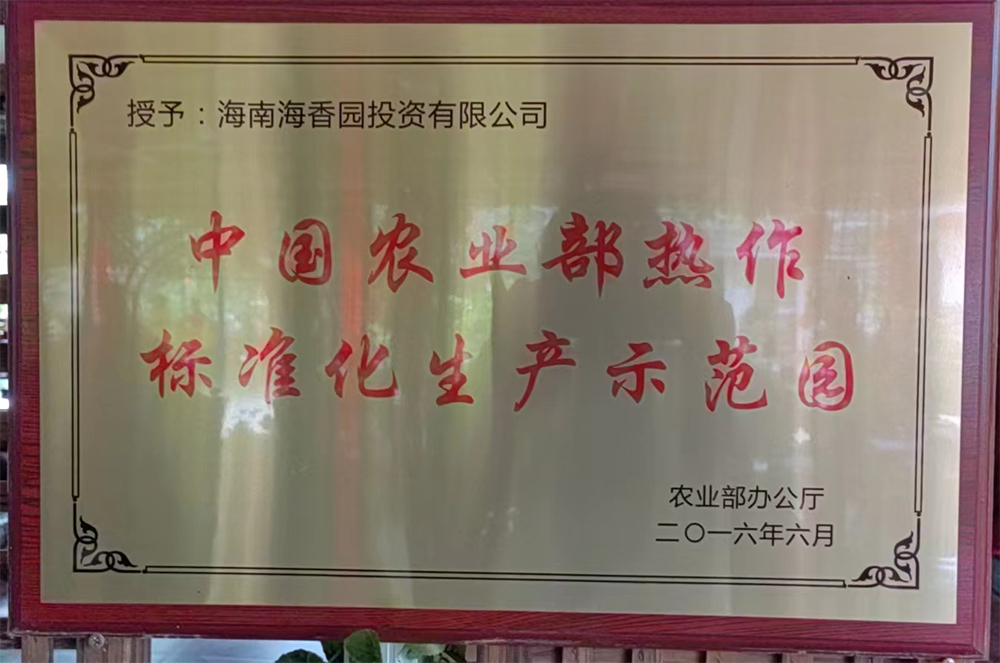 授予：海南海香园投资有限公司
中国农业部热作
标准化生产示范园
农业部办公厅
二〇一六年六月